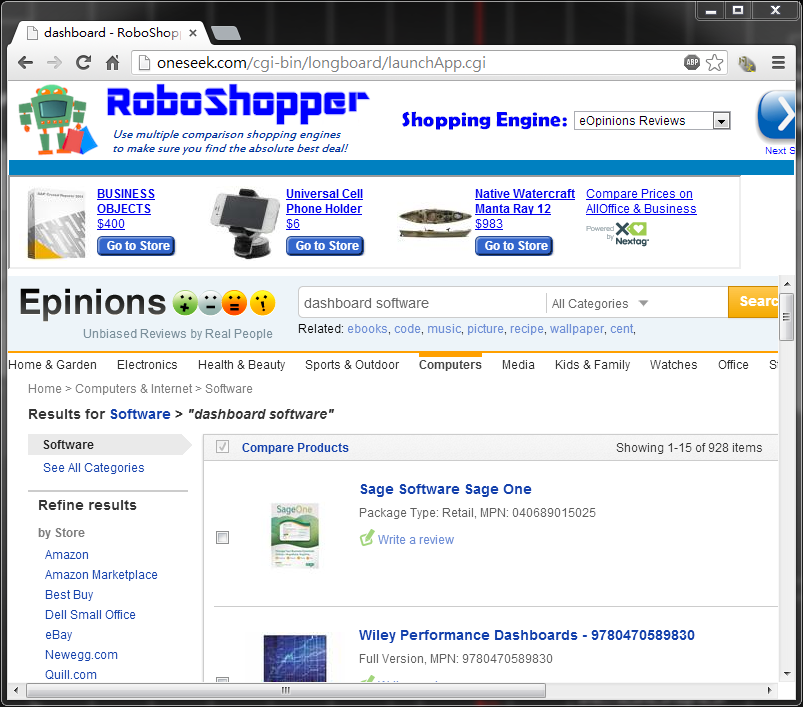 dashboard - RoboShopp
oneseek.com/cgi-bin/longboard/launchApp.cgi
ABP
RoboShopper
Use multiple comparison shopping engines
to make sure you find the absolute best deal!
Shopping Engine:
eOpinions Reviews
Next S
BUSINESS
OBJECTS
$400
Go to Store
Universal Cell
Phone Holder
$6
Go to Store
Native Watercraft
Manta Ray 12
$983
Go to Store
Compare Prices on
AllOffice & Business
Powered
by
Nextag
Epinions
Unbiased Reviews by Real People
dashboard software
All Categories
Searc
Related: ebooks, code, music, picture, recipe, wallpaper, cent,
Home & Garden Electronics Health & Beauty Sports & Outdoor Computers Media Kids & Family Watches Office S
Home > Computers & Internet > Software
Results for Software > "dashboard software"
Software
See All Categories
Refine results
by Store
Amazon
Amazon Marketplace
Best Buy
Dell Small Office
eBay
Newegg.com
Quill.com
Compare Products
Showing 1-15 of 928 items
SageOne
Sage Software Sage One
Package Type: Retail, MPN: 040689015025
Write a review
Wiley Performance Dashboards - 9780470589830
Full Version, MPN: 9780470589830